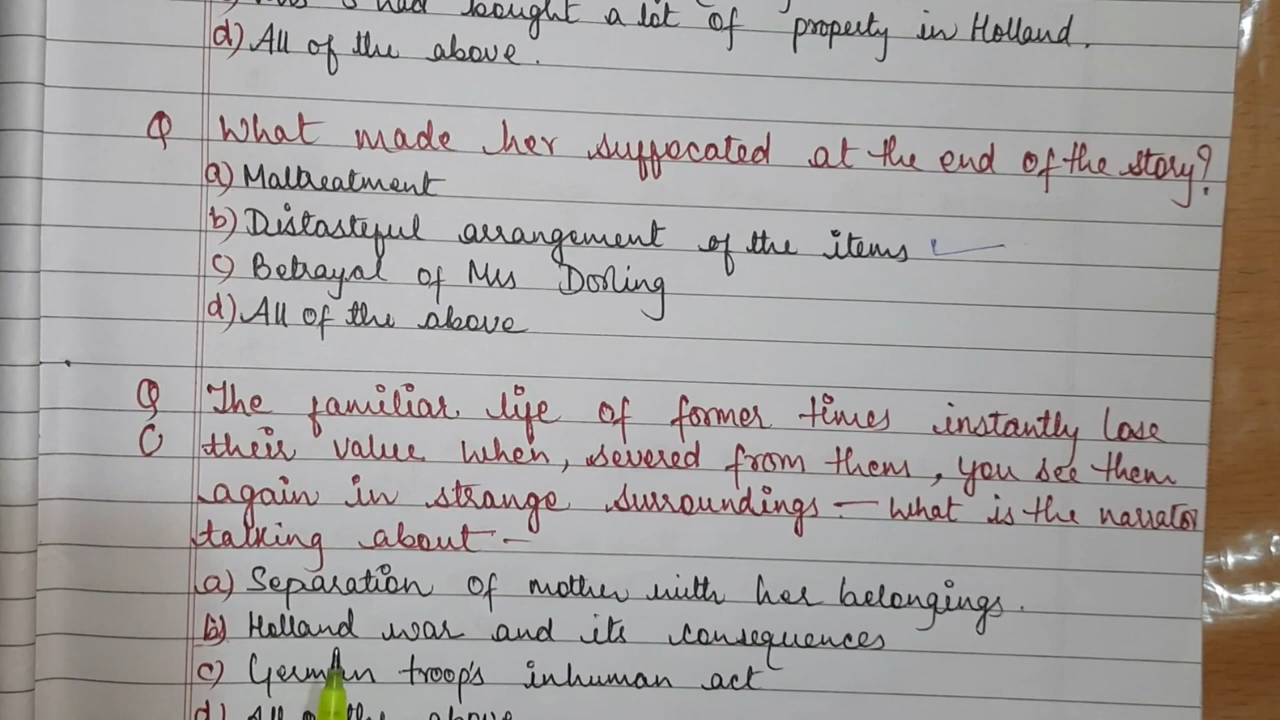 had bought a lot of property in Holland.
d) All of the above.
Q What made her suffocated at the end of the story?
a) Maltreatment
b) Distasteful arrangement of the items
c) Betrayal of Mrs Dorling
d) All of the above
Q The familiar life of former times instantly lose
their value when, severed from them, you see them
again in strange surroundings - what is the narrator
talking about -
a) Separation of mother with her belongings.
b) Holland war and its consequences
c) German troop's inhuman act
d) All of the above